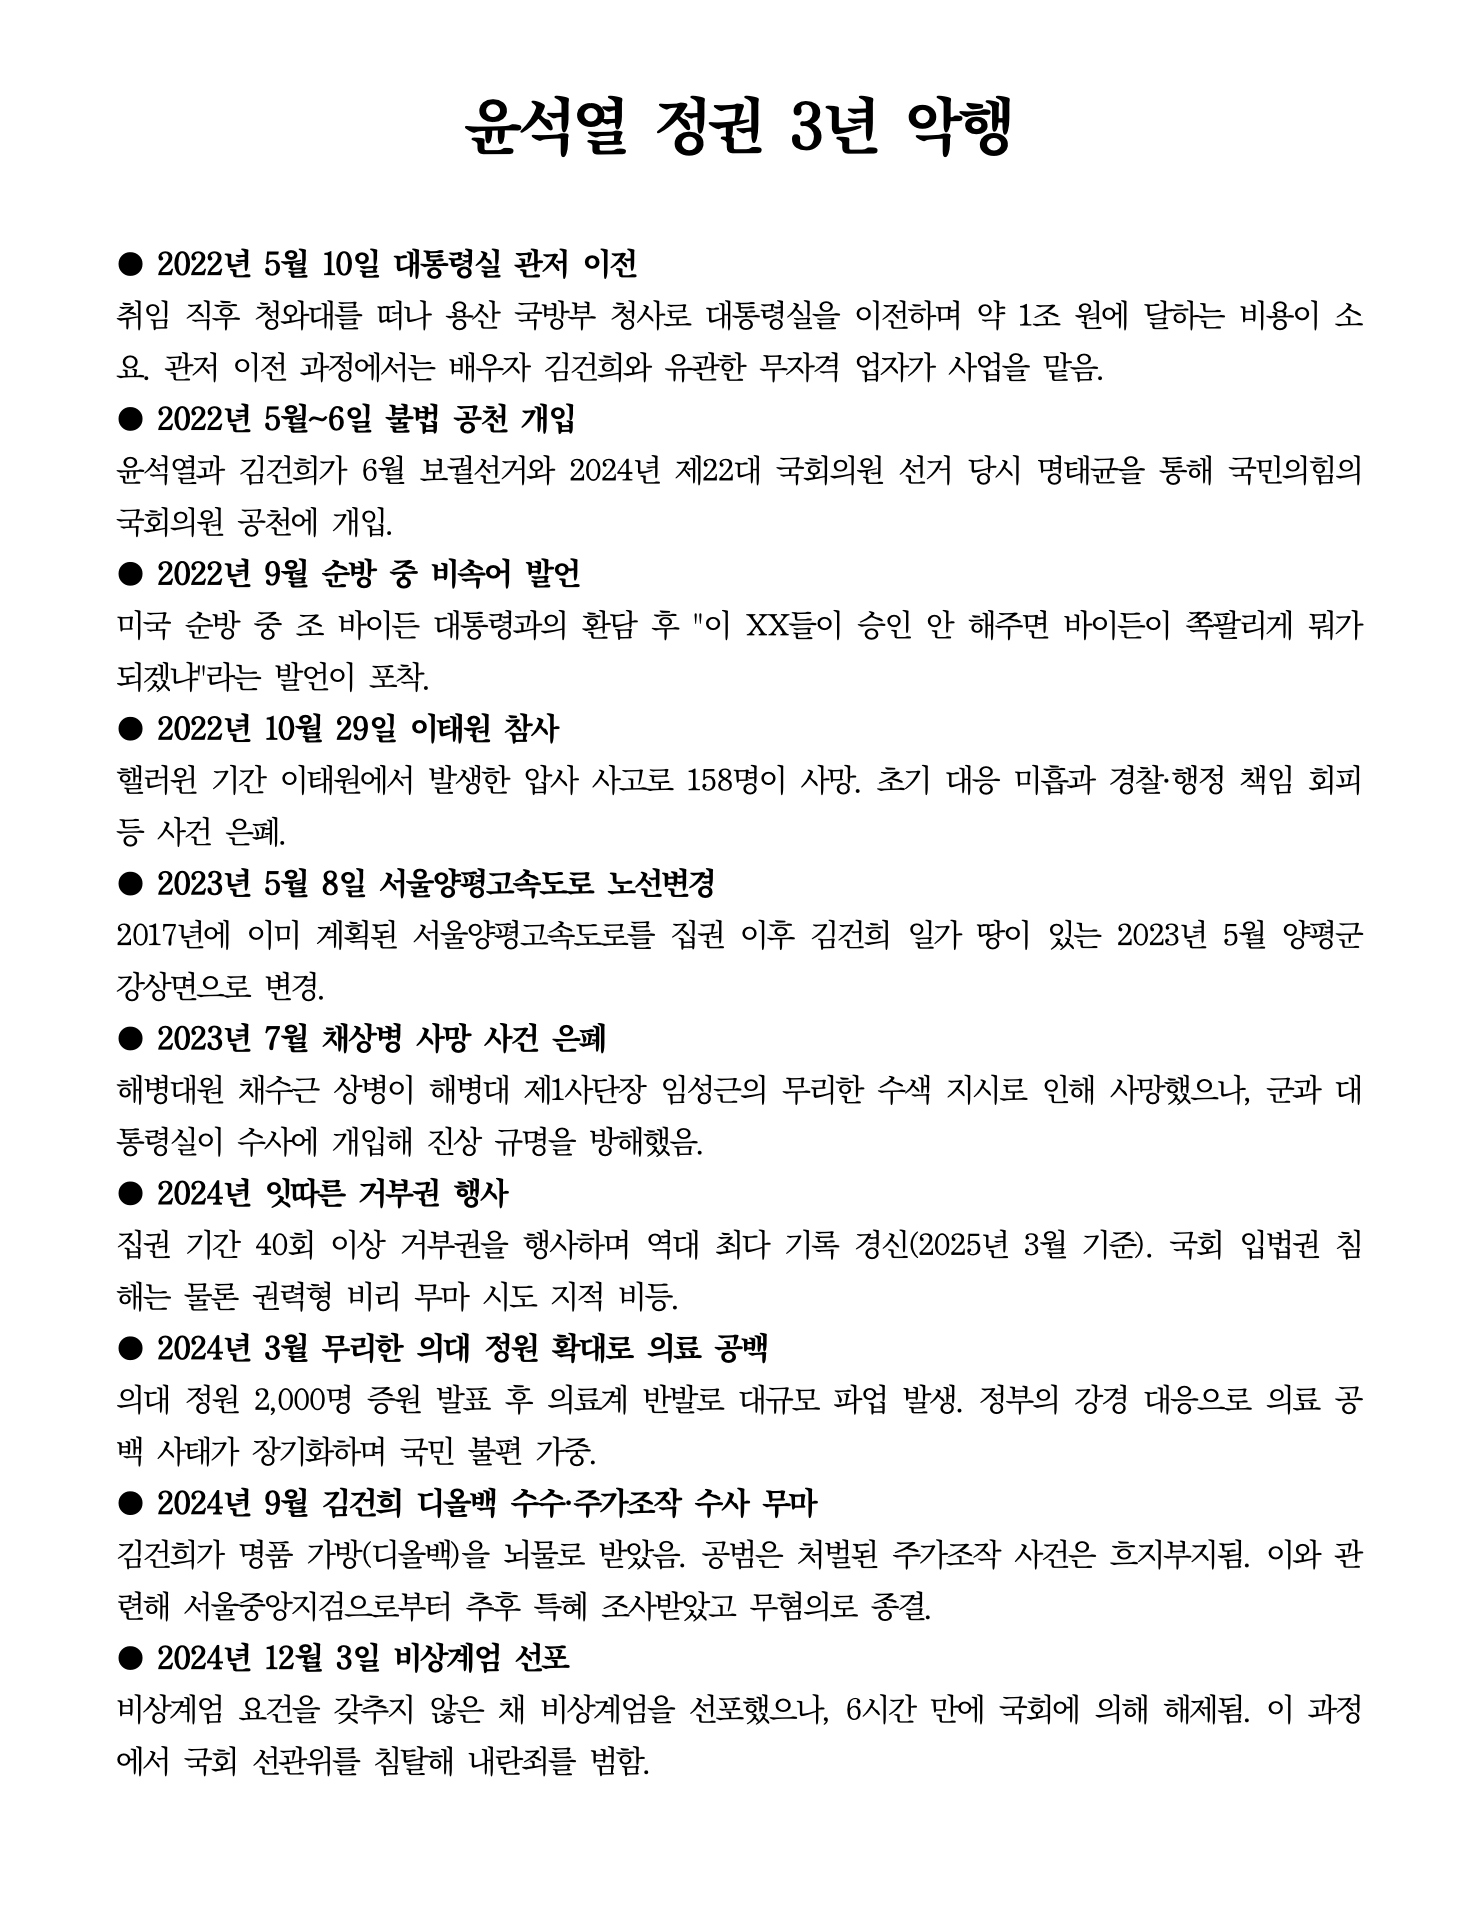 윤석열 정권 3년 악행
● 2022년 5월 10일 대통령실 관저 이전
취임 직후 청와대를 떠나 용산 국방부 청사로 대통령실을 이전하며 약 1조 원에 달하는 비용이 소
요. 관저 이전 과정에서는 배우자 김건희와 유관한 무자격 업자가 사업을 맡음.
● 2022년 5월~6일 불법 공천 개입
윤석열과 김건희가 6월 보궐선거와 2024년 제22대 국회의원 선거 당시 명태균을 통해 국민의힘의
국회의원 공천에 개입.
● 2022년 9월 순방 중 비속어 발언
미국 순방 중 조 바이든 대통령과의 환담 후 "이 XX들이 승인 안 해주면 바이든이 쪽팔리게 뭐가
되겠냐"라는 발언이 포착.
● 2022년 10월 29일 이태원 참사
핼러윈 기간 이태원에서 발생한 압사 사고로 158명이 사망. 초기 대응 미흡과 경찰·행정 책임 회피
등 사건 은폐.
● 2023년 5월 8일 서울양평고속도로 노선변경
2017년에 이미 계획된 서울양평고속도로를 집권 이후 김건희 일가 땅이 있는 2023년 5월 양평군
강상면으로 변경.
● 2023년 7월 채상병 사망 사건 은폐
해병대원 채수근 상병이 해병대 제1사단장 임성근의 무리한 수색 지시로 인해 사망했으나, 군과 대
통령실이 수사에 개입해 진상 규명을 방해했음.
● 2024년 잇따른 거부권 행사
집권 기간 40회 이상 거부권을 행사하며 역대 최다 기록 경신(2025년 3월 기준). 국회 입법권 침
해는 물론 권력형 비리 무마 시도 지적 비등.
● 2024년 3월 무리한 의대 정원 확대로 의료 공백
의대 정원 2,000명 증원 발표 후 의료계 반발로 대규모 파업 발생. 정부의 강경 대응으로 의료 공
백 사태가 장기화하며 국민 불편 가중.
● 2024년 9월 김건희 디올백 수수·주가조작 수사 무마
김건희가 명품 가방(디올백)을 뇌물로 받았음. 공범은 처벌된 주가조작 사건은 흐지부지됨. 이와 관
련해 서울중앙지검으로부터 추후 특혜 조사받았고 무혐의로 종결.
● 2024년 12월 3일 비상계엄 선포
비상계엄 요건을 갖추지 않은 채 비상계엄을 선포했으나, 6시간 만에 국회에 의해 해제됨. 이 과정
에서 국회 선관위를 침탈해 내란죄를 범함.